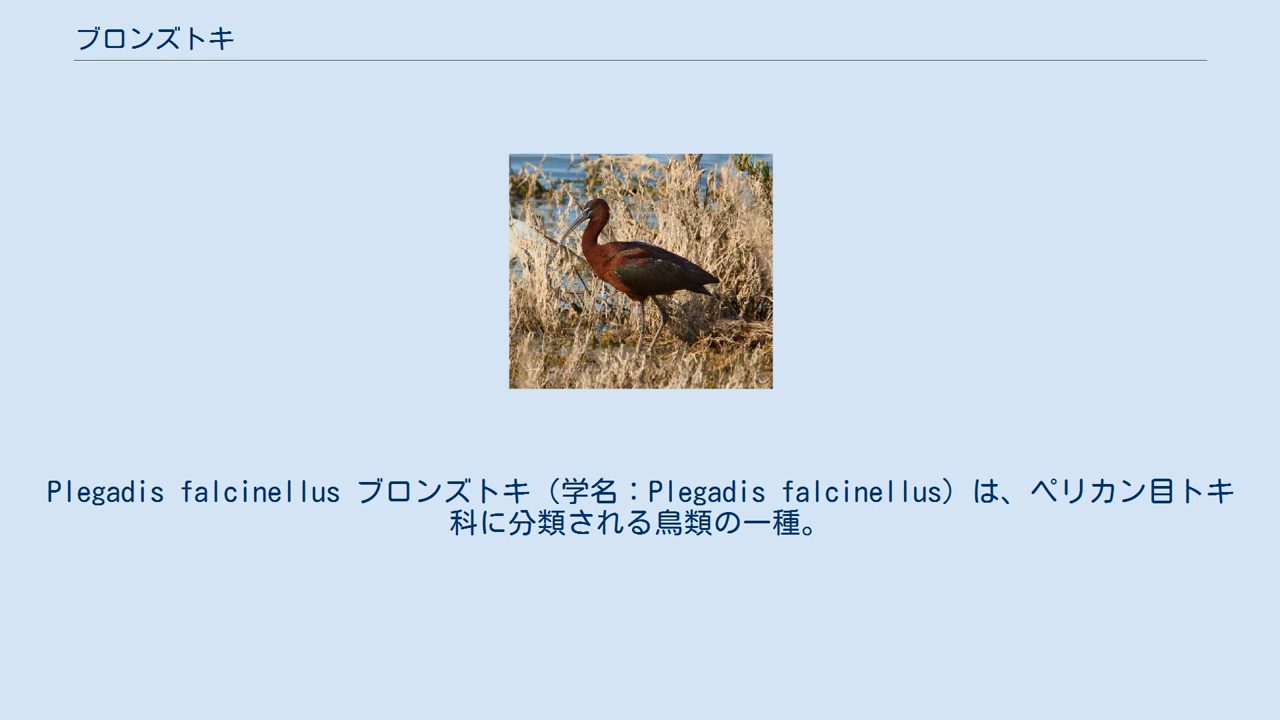 ブロンズトキ
Plegadis falcinellus ブロンズトキ（学名：Plegadis falcinellus）は、ペリカン目トキ
科に分類される鳥類の一種。